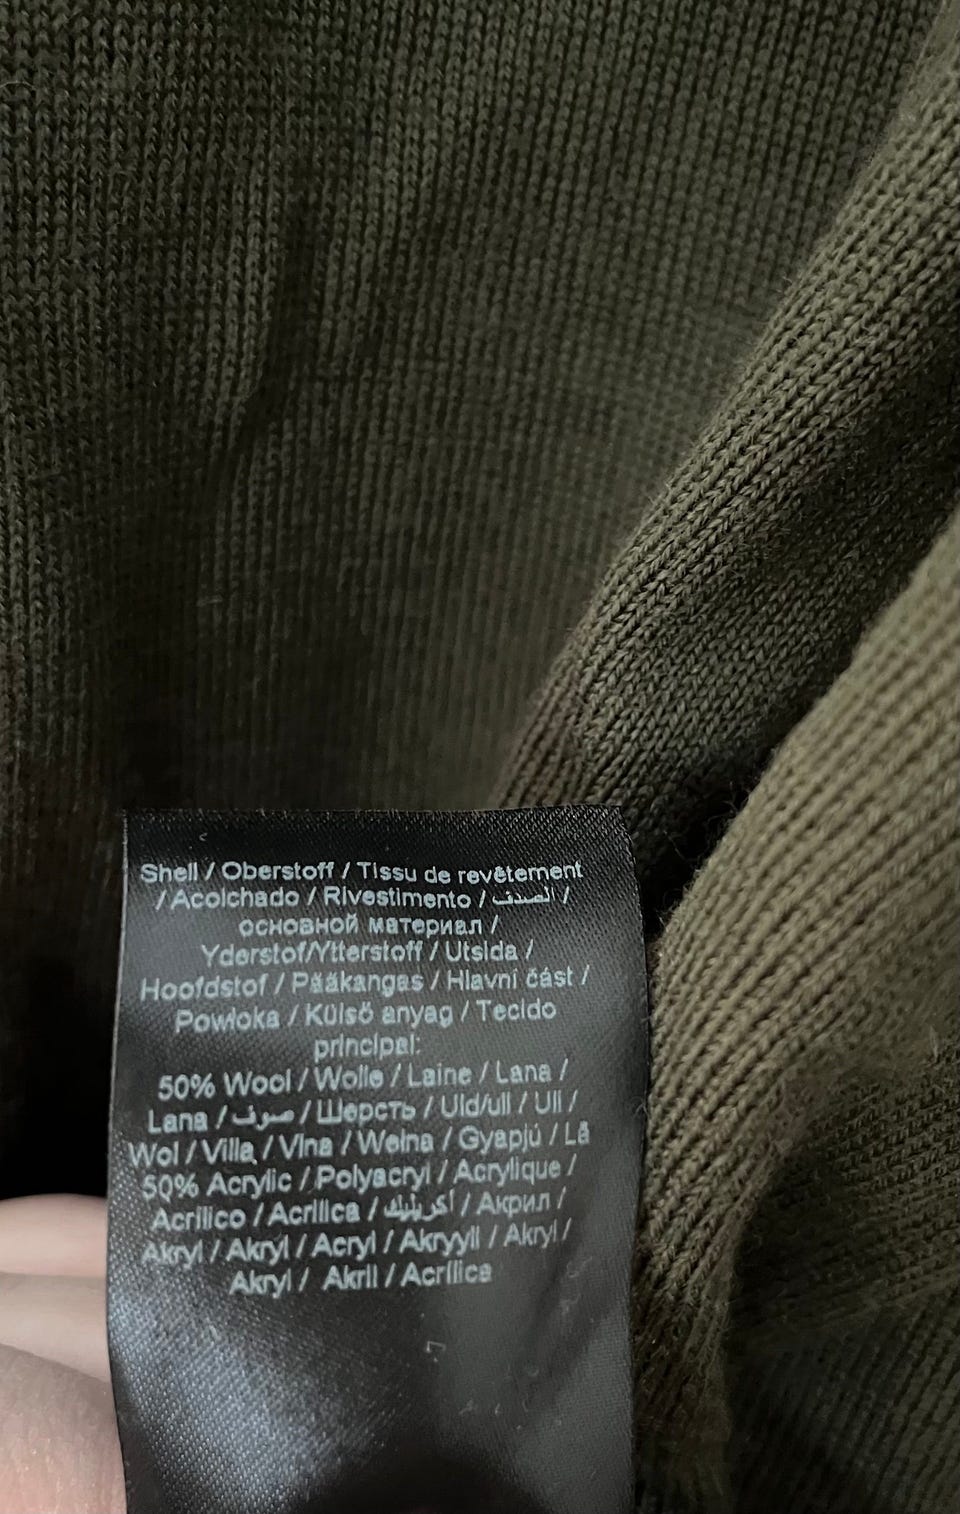 Shell / Oberstoff / Tissu de revêtement
/ Acolchado / Rivestimento / الصدف /
основной материал /
Yderstof/Ytterstoff / Utsida /
Hoofdstof / Pääkangas / Hlavní část /
Powłoka / Külső anyag / Tecido
principal:
50% Wool / Wolle / Laine / Lana /
Lana / صوف / Шерсть / Uld/ull / Ull /
Wol / Villa / Vlna / Wełna / Gyapjú / Lã
50% Acrylic / Polyacryl / Acrylique /
Acrílico / Acrilica / أكريليك / Акрил /
Akryl / Akryl / Acryl / Akryyli / Akryl /
Akryl / Akril / Acrílica